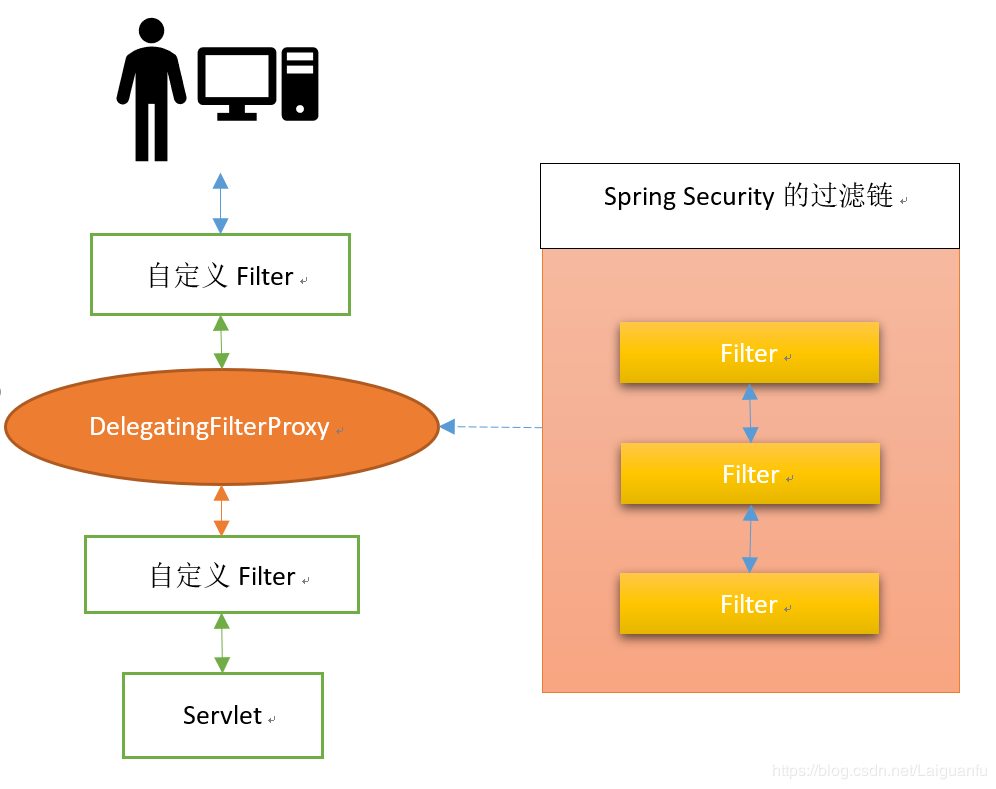 自定义 Filter
DelegatingFilterProxy
自定义 Filter
Servlet
Spring Security 的过滤链
Filter
Filter
Filter
https://blog.csdn.net/Laiguanfu